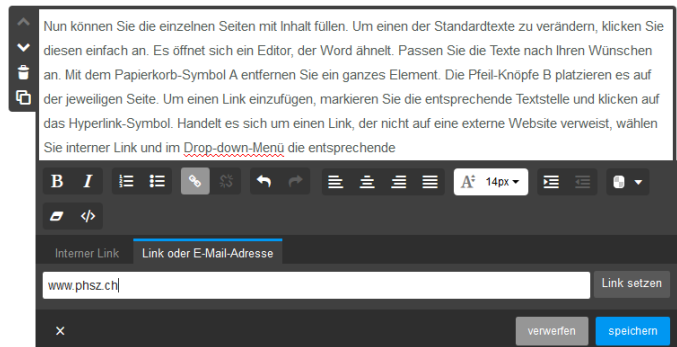 Nun können Sie die einzelnen Seiten mit Inhalt füllen. Um einen der Standardtexte zu verändern, klicken Sie
diesen einfach an. Es öffnet sich ein Editor, der Word ähnelt. Passen Sie die Texte nach Ihren Wünschen
an. Mit dem Papierkorb-Symbol A entfernen Sie ein ganzes Element. Die Pfeil-Knöpfe B platzieren es auf
der jeweiligen Seite. Um einen Link einzufügen, markieren Sie die entsprechende Textstelle und klicken auf
das Hyperlink-Symbol. Handelt es sich um einen Link, der nicht auf eine externe Website verweist, wählen
Sie interner Link und im Drop-down-Menü die entsprechende
B I A 14px
Interner Link Link oder E-Mail-Adresse
www.phsz.ch Link setzen
verwerfen speichern